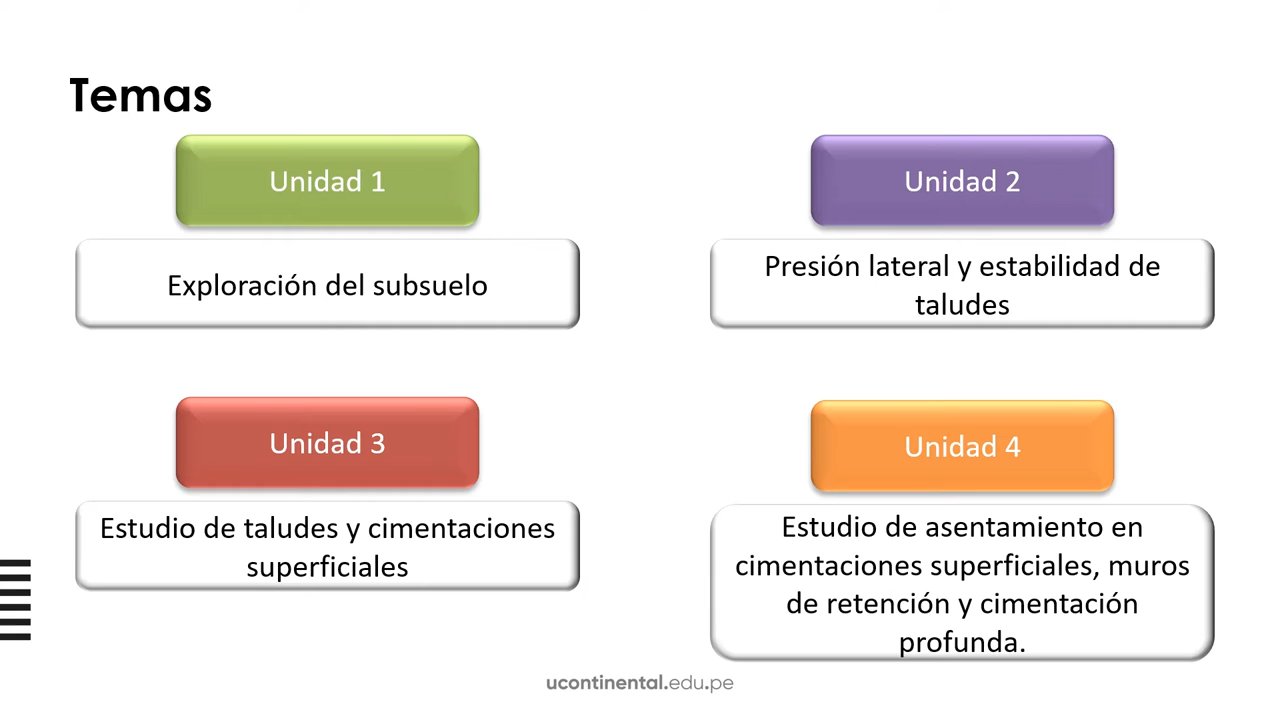 Temas
Unidad 1
Exploración del subsuelo
Unidad 2
Presión lateral y estabilidad de
taludes
Unidad 3
Estudio de taludes y cimentaciones
superficiales
Unidad 4
Estudio de asentamiento en
cimentaciones superficiales, muros
de retención y cimentación
profunda.
ucontinental.edu.pe